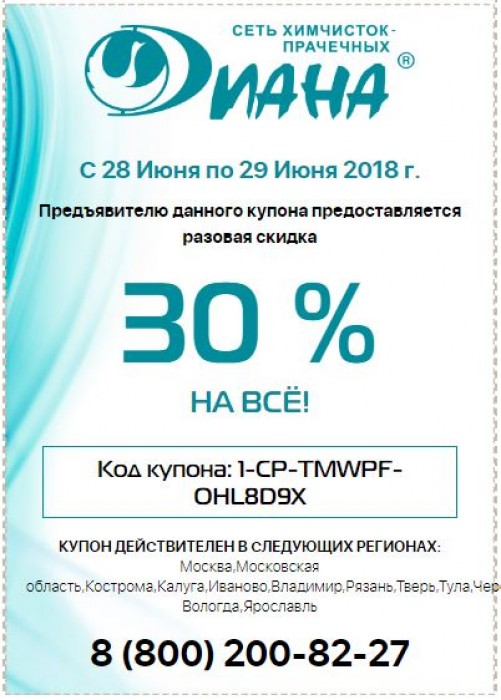 СЕТЬ ХИМЧИСТОК-
ПРАЧЕЧНЫХ
ДИАНА ®
С 28 Июня по 29 Июня 2018 г.
Предъявителю данного купона предоставляется
разовая скидка
30 %
НА ВСЁ!
Код купона: 1-CP-TMWPF-
OHL8D9X
КУПОН ДЕЙСТВИТЕЛЕН В СЛЕДУЮЩИХ РЕГИОНАХ:
Москва,Московская
область,Кострома,Калуга,Иваново,Владимир,Рязань,Тверь,Тула,
Вологда,Ярославль
8 (800) 200-82-27